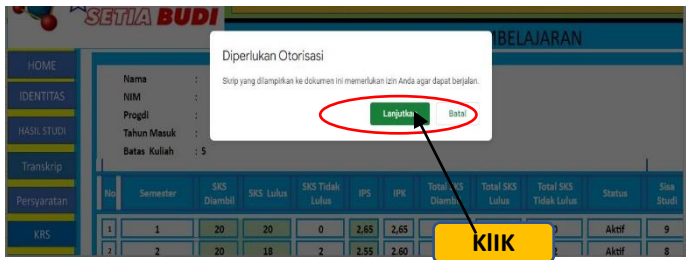 SETIA BUDI
MBELAJARAN
HOME
IDENTITAS
HASIL STUDI
Transkrip
Persyaratan
KRS
Diperlukan Otorisasi
Skrip yang dilampirkan ke dokumen ini memerlukan izin Anda agar dapat berjalan.
Lanjutka Batal
Nama :
NIM :
Progdi :
Tahun Masuk :
Batas Kuliah : 5
No Semester SKS Diambil SKS Lulus SKS Tidak Lulus IPS IPK Total SKS Diambil Total SKS Lulus Total SKS Tidak Lulus Status Sisa Studi
1 1 20 20 0 2,65 2,65 Aktif 9
2 2 20 18 2 2.55 2.60 Aktif 8
KlIK